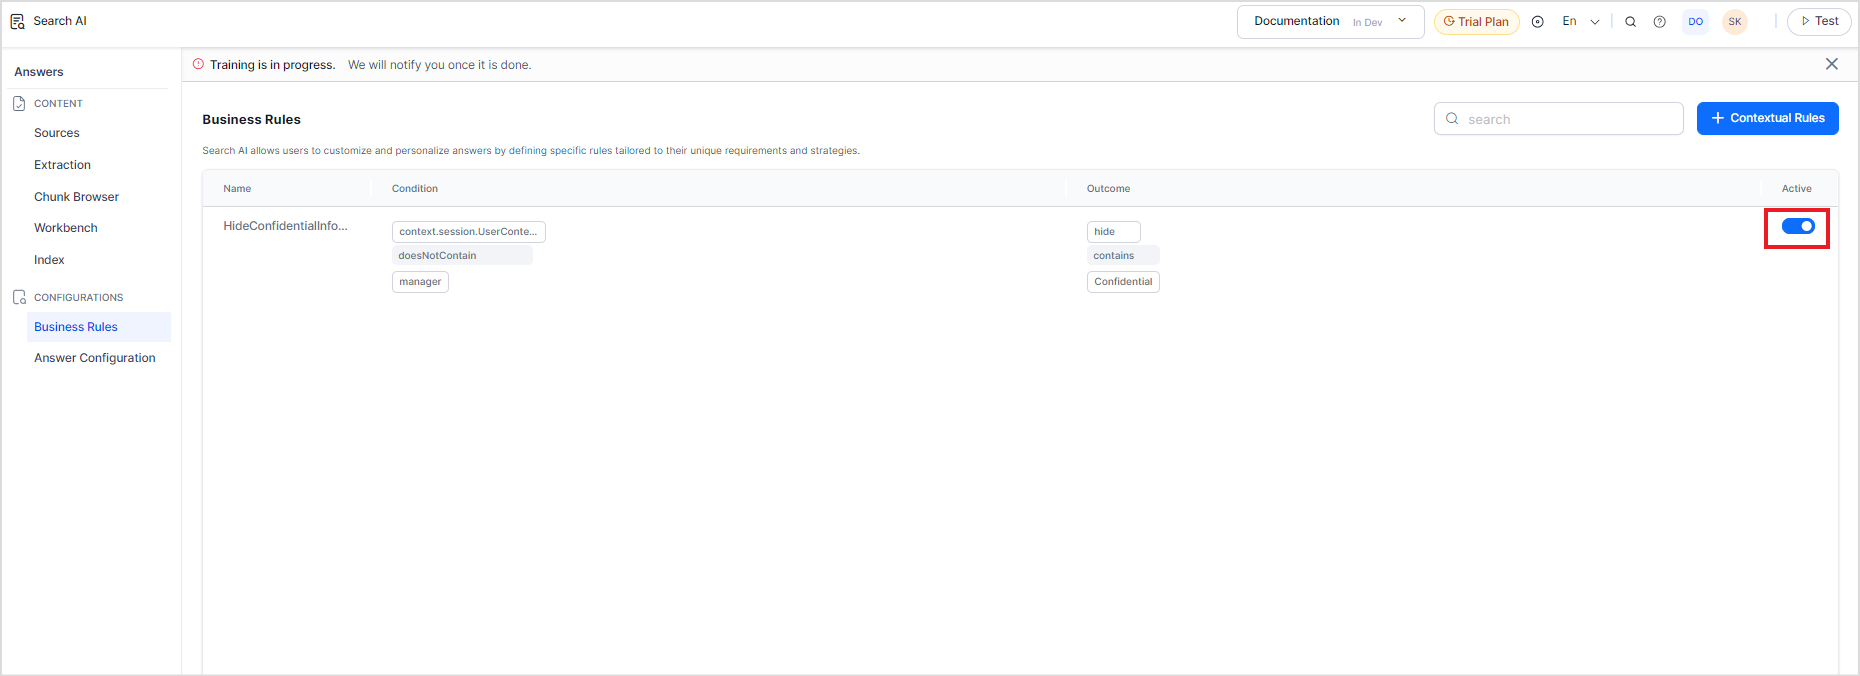 Search AI
Documentation In Dev
Trial Plan
En
DO
SK
Test
Answers
CONTENT
Sources
Extraction
Chunk Browser
Workbench
Index
CONFIGURATIONS
Business Rules
Answer Configuration
Training is in progress. We will notify you once it is done.
Business Rules
search
Contextual Rules
Search AI allows users to customize and personalize answers by defining specific rules tailored to their unique requirements and strategies.
Name Condition Outcome Active
HideConfidentialInfo... context.session.UserConte... hide
doesNotContain contains
manager Confidential